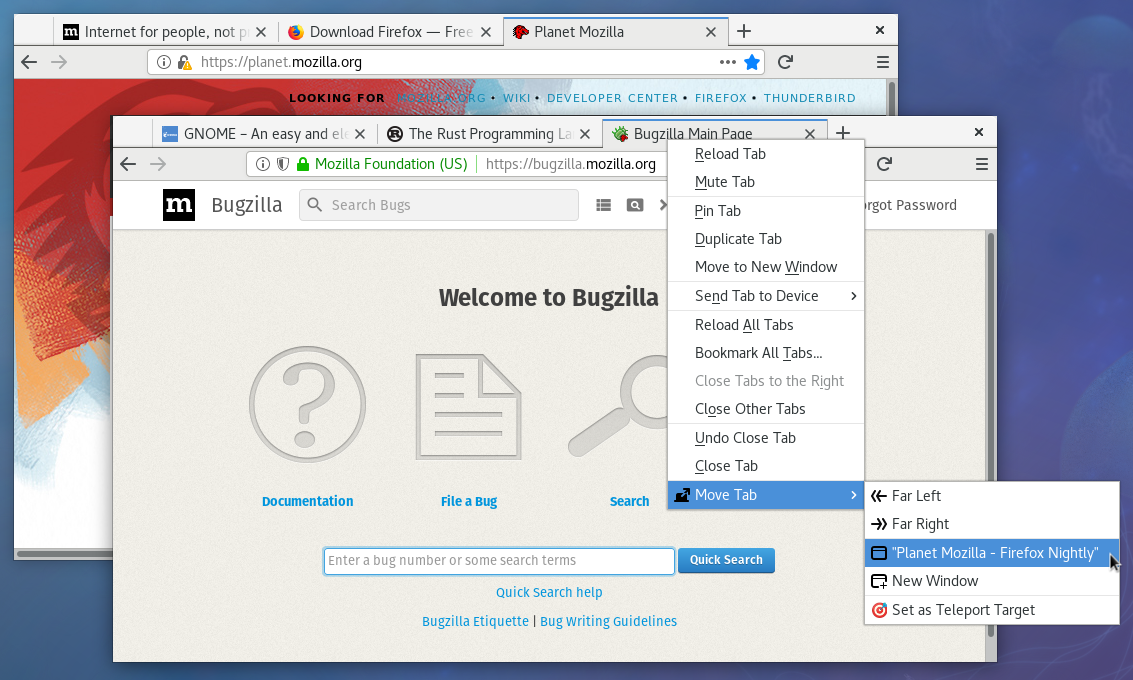 Internet for people, not p
Download Firefox — Free
Planet Mozilla
https://planet.mozilla.org
LOOKING FOR
WIKI • DEVELOPER CENTER • FIREFOX • THUNDERBIRD
GNOME – An easy and ele
The Rust Programming La
Bugzilla Main Page
Mozilla Foundation (US)
https://bugzilla.mozilla.org
m Bugzilla
Search Bugs
orgot Password
Welcome to Bugzilla
Documentation
File a Bug
Search
Enter a bug number or some search terms
Quick Search
Quick Search help
Bugzilla Etiquette | Bug Writing Guidelines
Reload Tab
Mute Tab
Pin Tab
Duplicate Tab
Move to New Window
Send Tab to Device
Reload All Tabs
Bookmark All Tabs...
Close Tabs to the Right
Close Other Tabs
Undo Close Tab
Close Tab
Move Tab
Far Left
Far Right
"Planet Mozilla - Firefox Nightly"
New Window
Set as Teleport Target